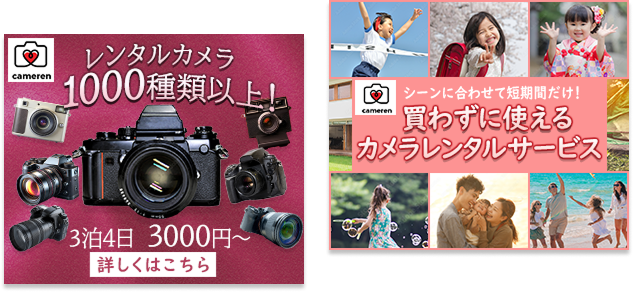 cameren
レンタルカメラ
1000種類以上!
3泊4日 3000円～
詳しくはこちら
cameren
シーンに合わせて短期間だけ!
買わずに使える
カメラレンタルサービス